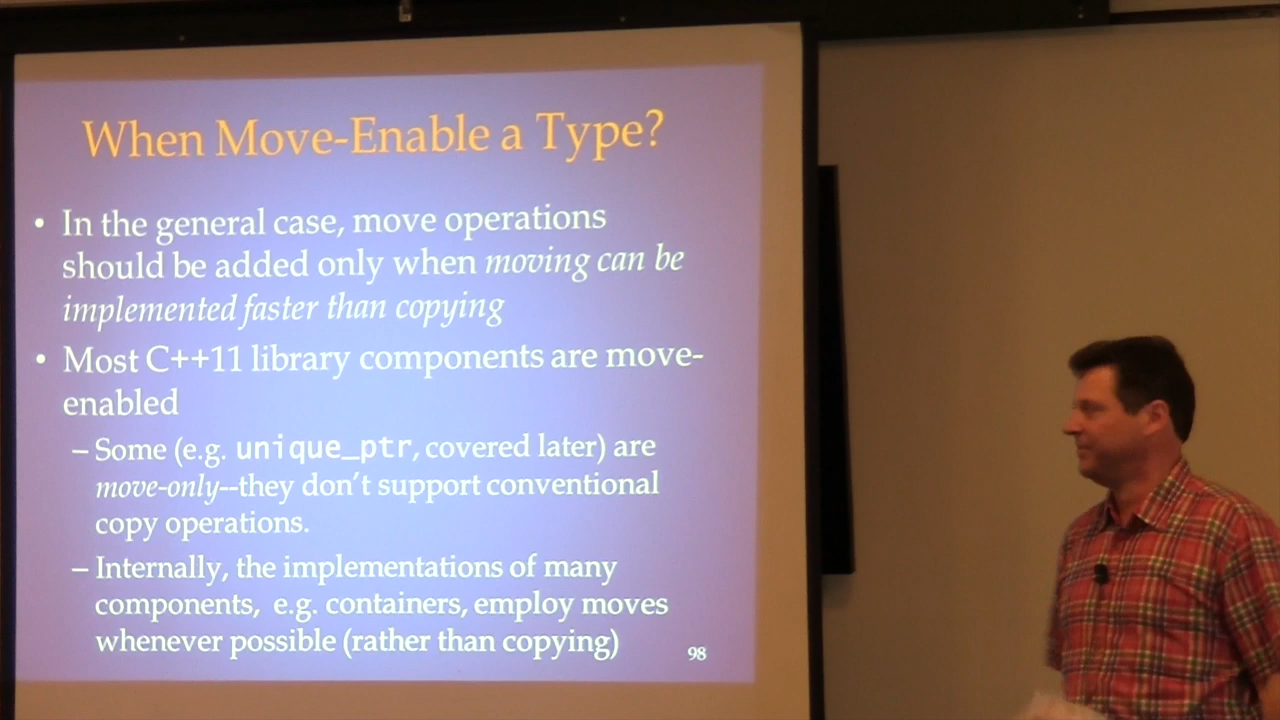 When Move-Enable a Type?
• In the general case, move operations
should be added only when moving can be
implemented faster than copying
• Most C++11 library components are move-
enabled
– Some (e.g. unique_ptr, covered later) are
move-only--they don't support conventional
copy operations.
– Internally, the implementations of many
components, e.g. containers, employ moves
whenever possible (rather than copying)
98